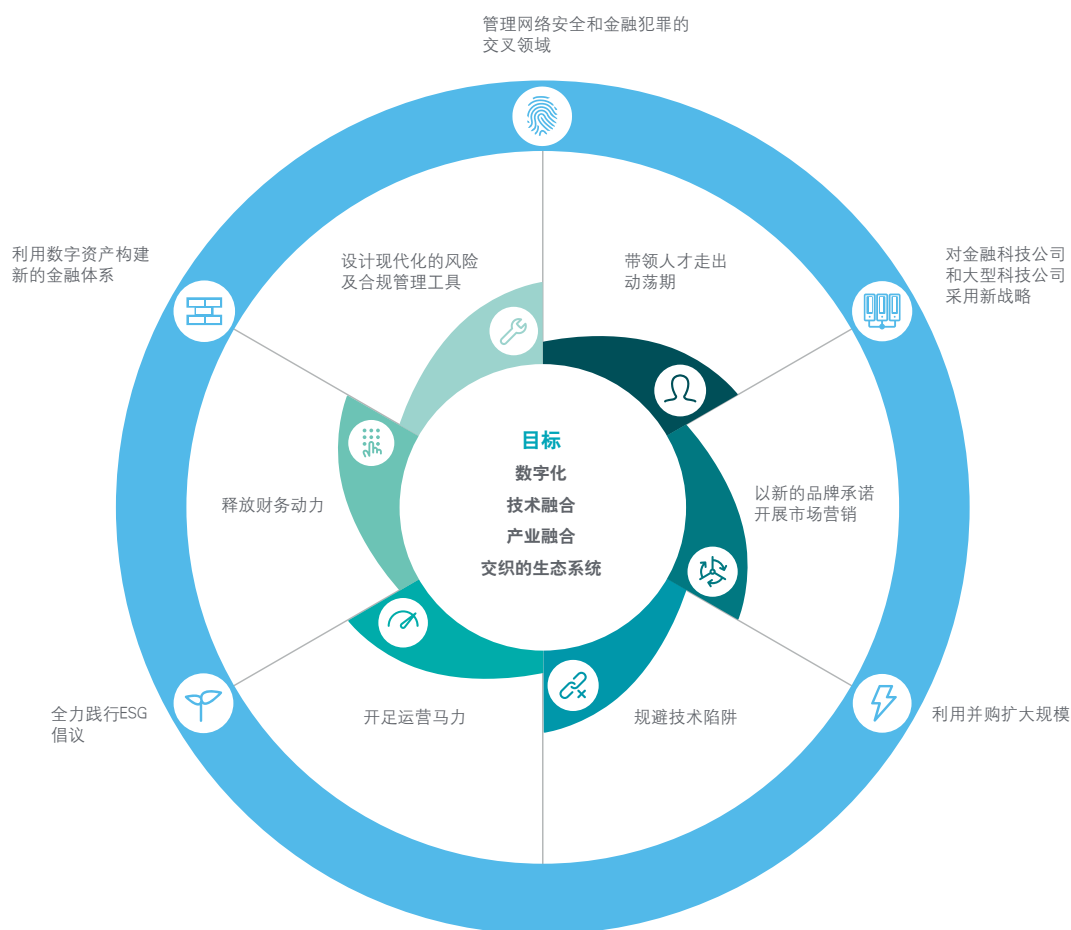 管理网络安全和金融犯罪的
交叉领域
利用数字资产构建
新的金融体系
对金融科技公司
和大型科技公司
采用新战略
设计现代化的风险
及合规管理工具
带领人才走出
动荡期
目标
数字化
技术融合
产业融合
交织的生态系统
释放财务动力
以新的品牌承诺
开展市场营销
全力践行ESG
倡议
开足运营马力
规避技术陷阱
利用并购扩大规模